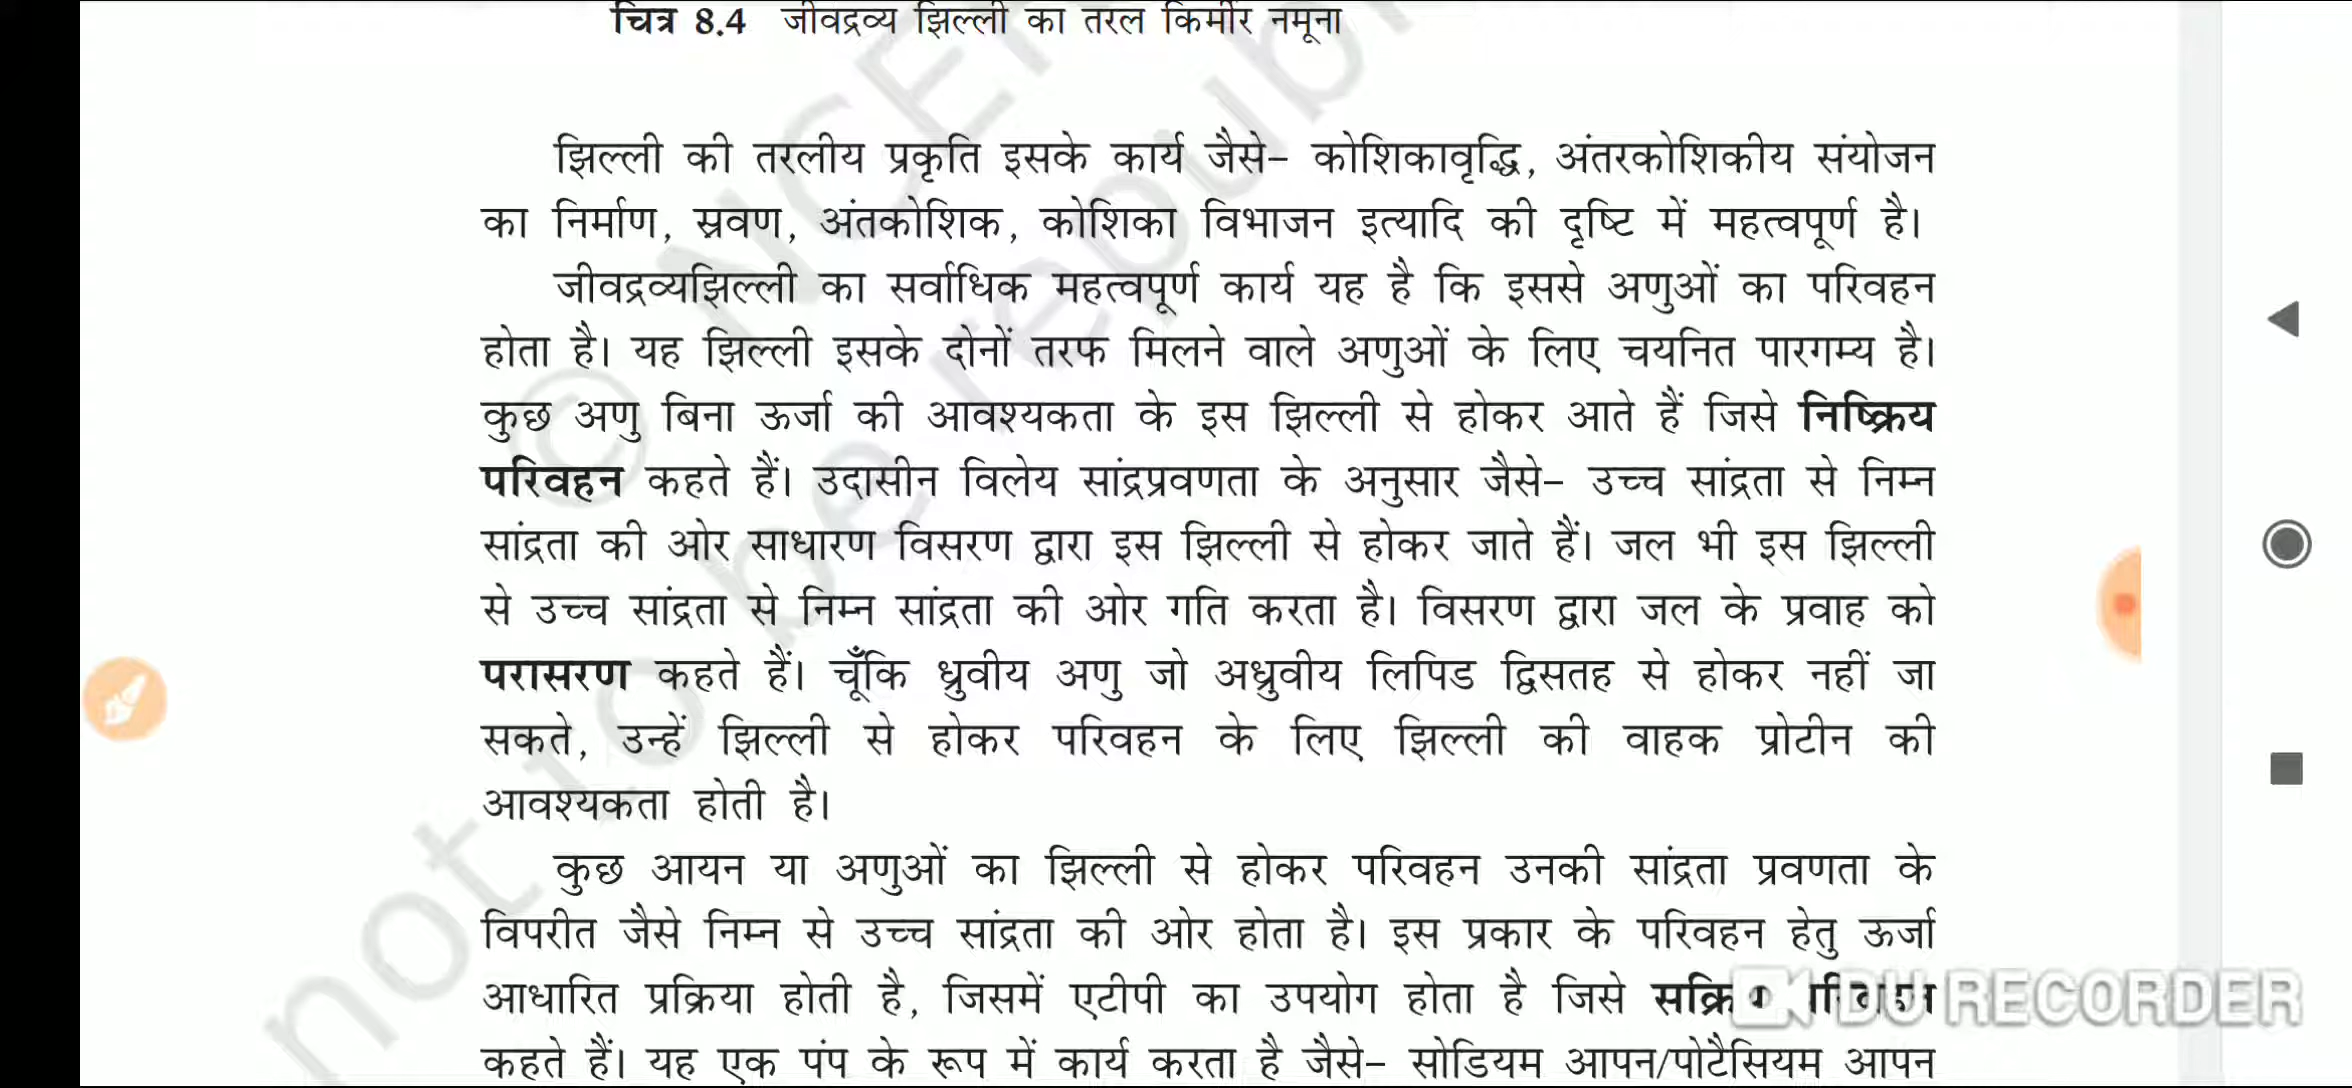 चित्र 8.4 जीवद्रव्य झिल्ली का तरल किर्मीर नमूना
झिल्ली की तरलीय प्रकृति इसके कार्य जैसे– कोशिकावृद्धि, अंतरकोशिकीय संयोजन
का निर्माण, स्रवण, अंतकोशिक, कोशिका विभाजन इत्यादि की दृष्टि में महत्वपूर्ण है।
जीवद्रव्यझिल्ली का सर्वाधिक महत्वपूर्ण कार्य यह है कि इससे अणुओं का परिवहन
होता है। यह झिल्ली इसके दोनों तरफ मिलने वाले अणुओं के लिए चयनित पारगम्य है।
कुछ अणु बिना ऊर्जा की आवश्यकता के इस झिल्ली से होकर आते हैं जिसे निष्क्रिय
परिवहन कहते हैं। उदासीन विलेय सांद्रप्रवणता के अनुसार जैसे– उच्च सांद्रता से निम्न
सांद्रता की ओर साधारण विसरण द्वारा इस झिल्ली से होकर जाते हैं। जल भी इस झिल्ली
से उच्च सांद्रता से निम्न सांद्रता की ओर गति करता है। विसरण द्वारा जल के प्रवाह को
परासरण कहते हैं। चूँकि ध्रुवीय अणु जो अध्रुवीय लिपिड द्विसतह से होकर नहीं जा
सकते, उन्हें झिल्ली से होकर परिवहन के लिए झिल्ली की वाहक प्रोटीन की
आवश्यकता होती है।
कुछ आयन या अणुओं का झिल्ली से होकर परिवहन उनकी सांद्रता प्रवणता के
विपरीत जैसे निम्न से उच्च सांद्रता की ओर होता है। इस प्रकार के परिवहन हेतु ऊर्जा
आधारित प्रक्रिया होती है, जिसमें एटीपी का उपयोग होता है जिसे
DU RECORDER
कहते हैं। यह एक पंप के रूप में कार्य करता है जैसे– सोडियम आपन/पोटैसियम आपन
© NCER
not to be republ